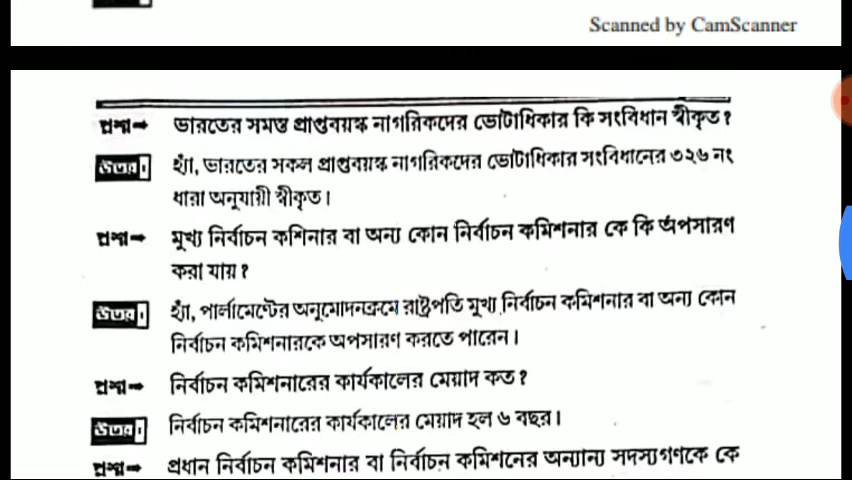 Scanned by CamScanner
প্রশ্ন➡ ভারতের সমস্ত প্রাপ্তবয়স্ক নাগরিকদের ভোটাধিকার কি সংবিধান স্বীকৃত?
উত্তর। হ্যাঁ, ভারতের সকল প্রাপ্তবয়স্ক নাগরিকদের ভোটাধিকার সংবিধানের ৩২৬ নং
ধারা অনুযায়ী স্বীকৃত।
প্রশ্ন➡ মুখ্য নির্বাচন কশিনার বা অন্য কোন নির্বাচন কমিশনার কে কি অপসারণ
করা যায়?
উত্তর। হ্যাঁ, পার্লামেন্টের অনুমোদনক্রমে রাষ্ট্রপতি মুখ্য নির্বাচন কমিশনার বা অন্য কোন
নির্বাচন কমিশনারকে অপসারণ করতে পারেন।
প্রশ্ন➡ নির্বাচন কমিশনারের কার্যকালের মেয়াদ কত?
উত্তর। নির্বাচন কমিশনারের কার্যকালের মেয়াদ হল ৬ বছর।
প্রশ্ন➡ প্রধান নির্বাচন কমিশনার বা নির্বাচন কমিশনের অন্যান্য সদস্যগণকে কে